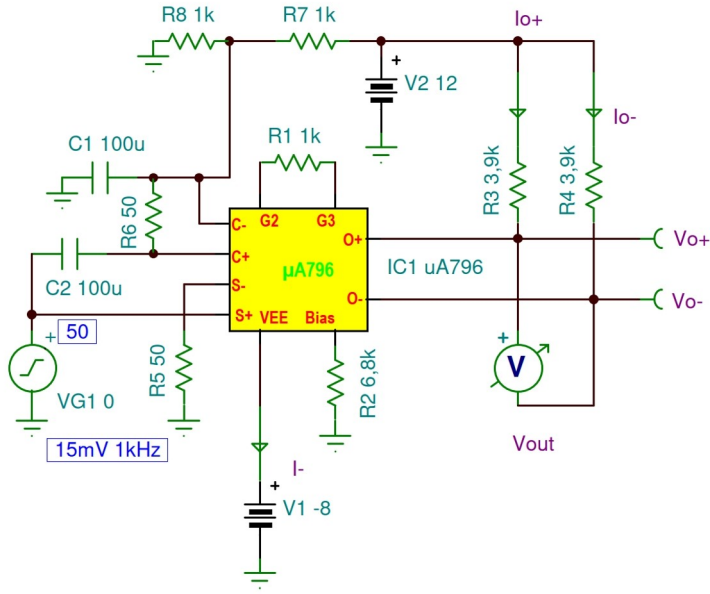 R8 1k
R7 1k
Io+
+
V2 12
Io-
C1 100u
R1 1k
R3 3,9k
R4 3,9k
R6 50
C-
G2
G3
C+
O+
Vo+
µA796
IC1 uA796
C2 100u
S-
O-
Vo-
S+
VEE
Bias
+
50
+
V
R5 50
R2 6,8k
VG1 0
15mV 1kHz
Vout
I-
+
V1 -8